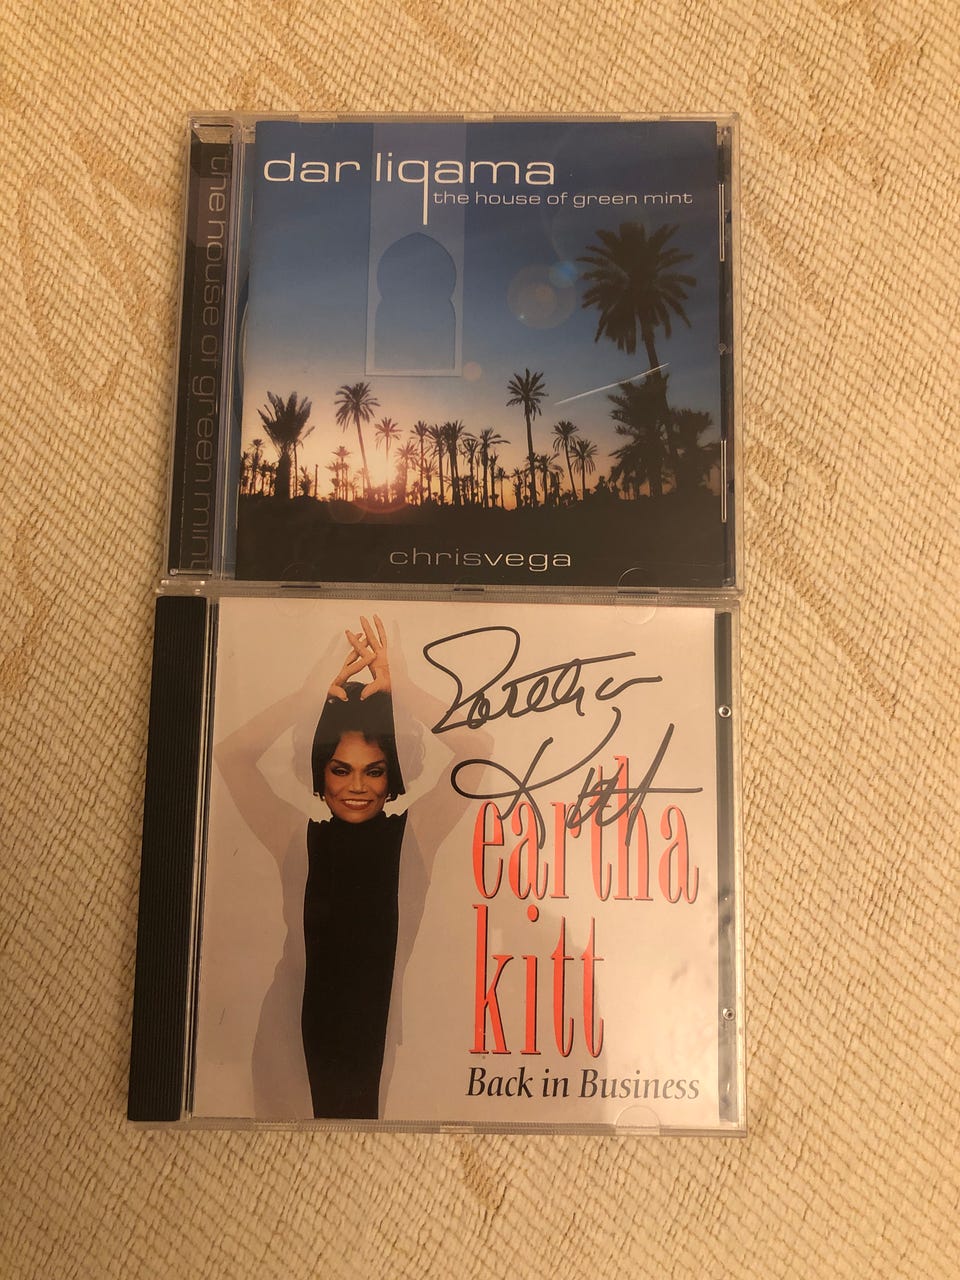 the house of green mint
dar liqama
the house of green mint
chrisvega
Eartha
Kitt
eartha
kitt
Back in Business